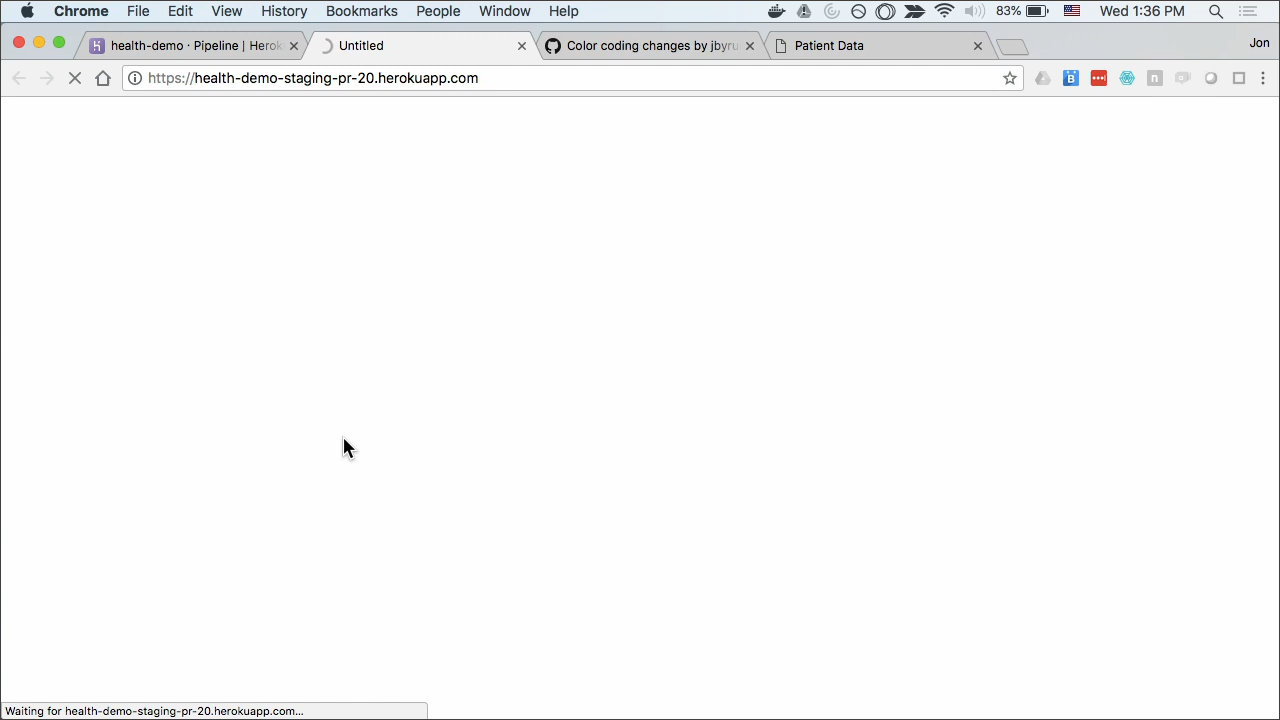 Chrome File Edit View History Bookmarks People Window Help 83% Wed 1:36 PM
health-demo · Pipeline | Herok Untitled Color coding changes by jbyru Patient Data Jon
https://health-demo-staging-pr-20.herokuapp.com
Waiting for health-demo-staging-pr-20.herokuapp.com...